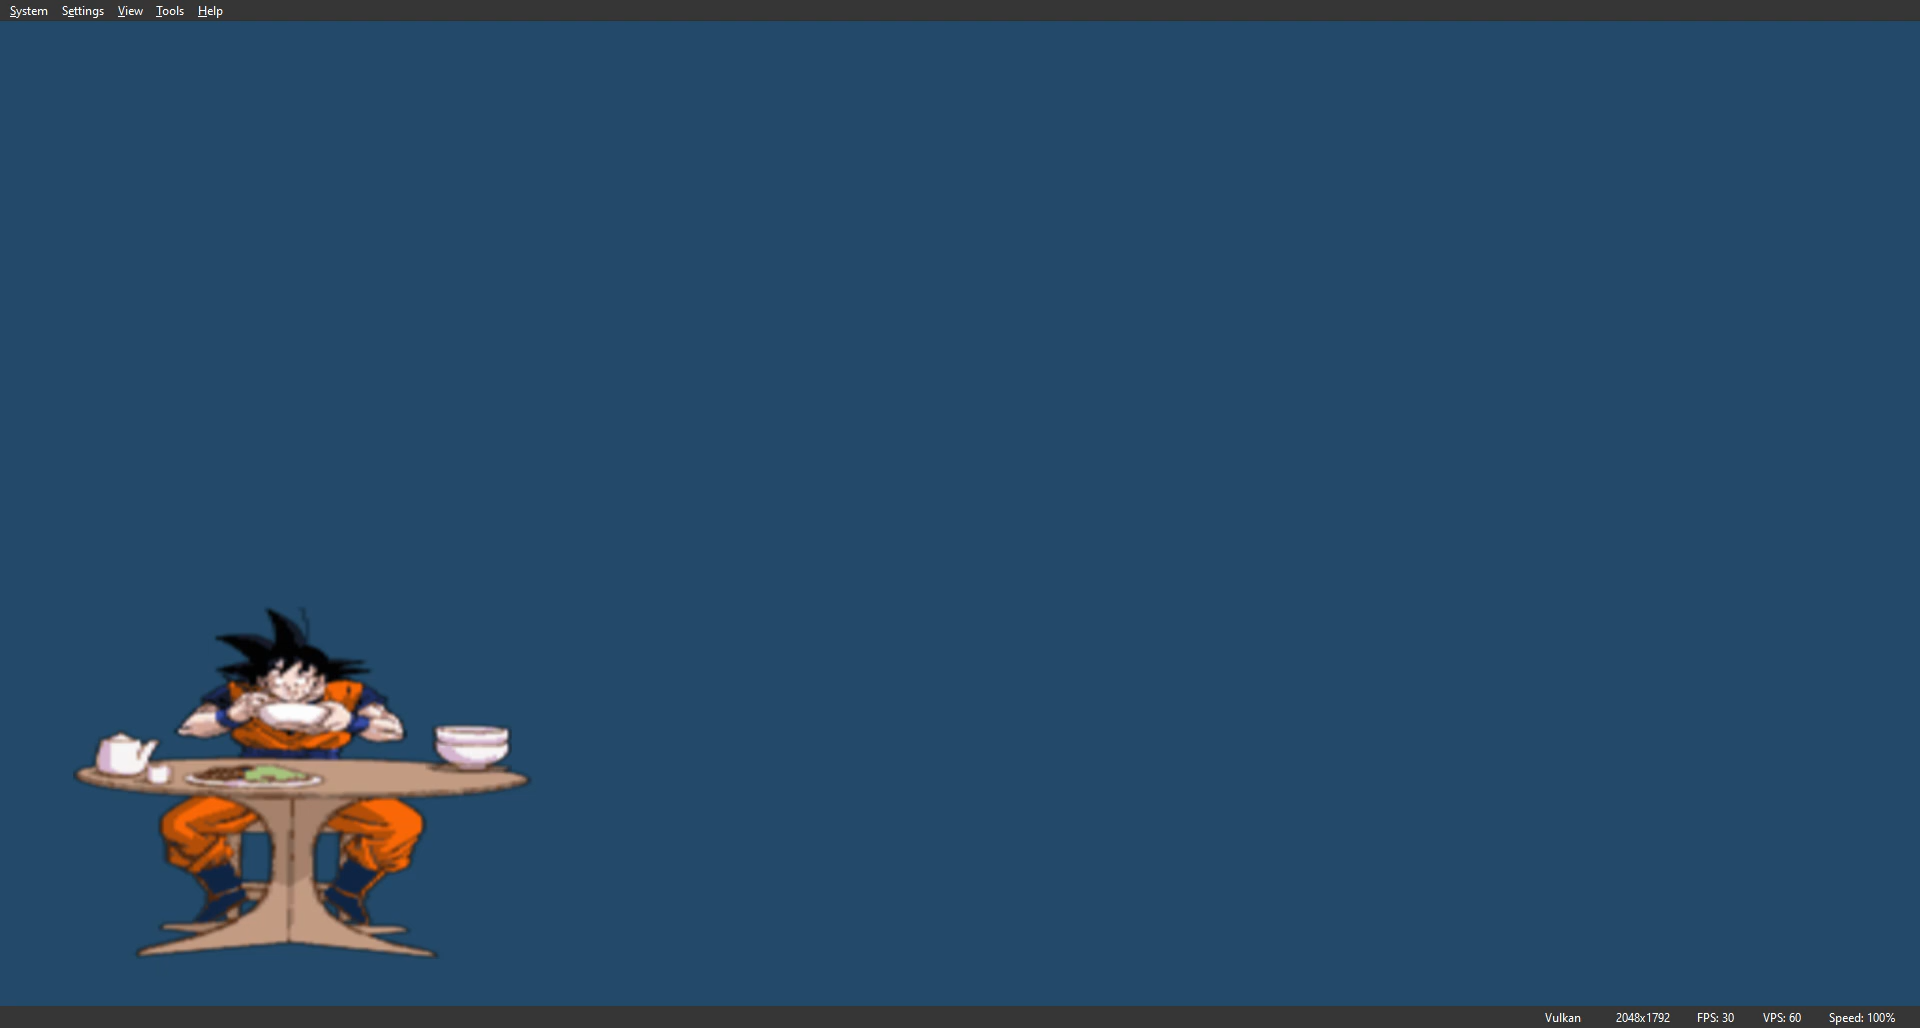 System Settings View Tools Help
Vulkan 2048x1792 FPS: 30 VPS: 60 Speed: 100%